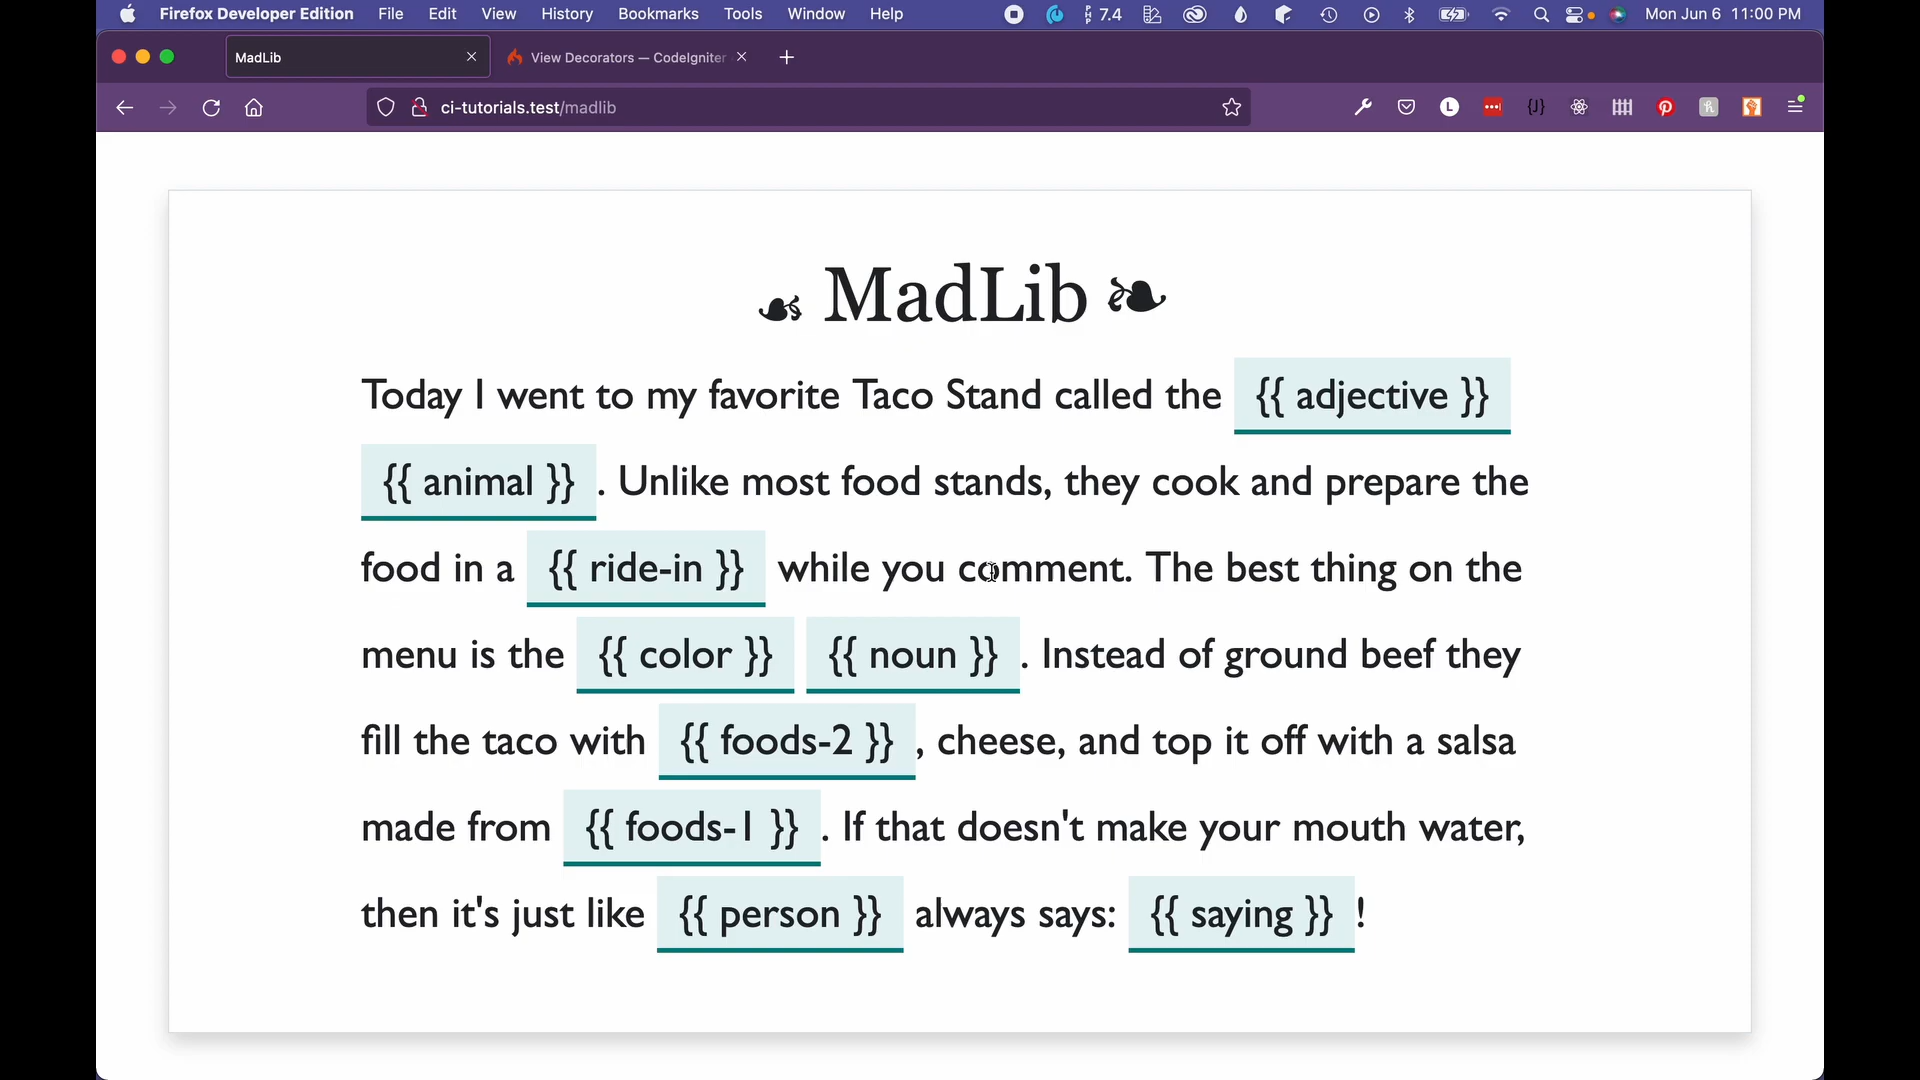 Firefox Developer Edition File Edit View History Bookmarks Tools Window Help 7.4 Mon Jun 6 11:00 PM
MadLib View Decorators — CodeIgniter
ci-tutorials.test/madlib
MadLib
Today I went to my favorite Taco Stand called the {{ adjective }}
{{ animal }} . Unlike most food stands, they cook and prepare the
food in a {{ ride-in }} while you comment. The best thing on the
menu is the {{ color }} {{ noun }} . Instead of ground beef they
fill the taco with {{ foods-2 }} , cheese, and top it off with a salsa
made from {{ foods-1 }} . If that doesn't make your mouth water,
then it's just like {{ person }} always says: {{ saying }} !